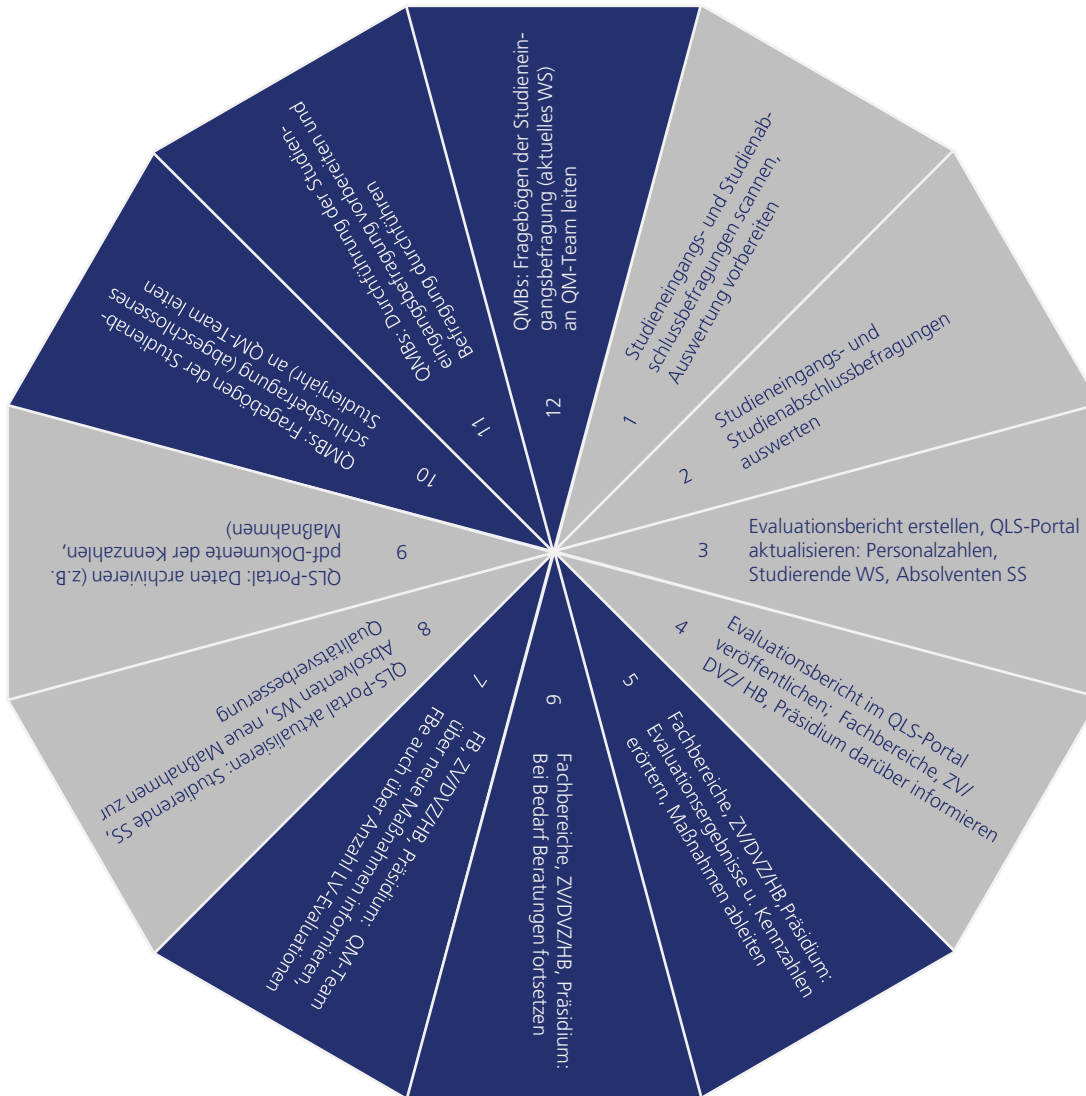 1
Studieneingangs- und Studienab-
schlussbefragungen scannen,
Auswertung vorbereiten
2
Studieneingangs- und
Studienabschlussbefragungen
auswerten
3
Evaluationsbericht erstellen, QLS-Portal
aktualisieren: Personalzahlen,
Studierende WS, Absolventen SS
4
Evaluationsbericht im QLS-Portal
veröffentlichen; Fachbereiche, ZV/
DVZ/ HB, Präsidium darüber informieren
5
Fachbereiche, ZV/DVZ/HB,Präsidium:
Evaluationsergebnisse u. Kennzahlen
erörtern, Maßnahmen ableiten
6
Fachbereiche, ZV/DVZ/HB, Präsidium:
Bei Bedarf Beratungen fortsetzen
7
FB, ZV/DVZ/HB, Präsidium: QM-Team
über neue Maßnahmen informieren,
FBe auch über Anzahl LV-Evaluationen
8
QLS-Portal aktualisieren: Studierende SS,
Absolventen WS, neue Maßnahmen zur
Qualitätsverbesserung
9
QLS-Portal: Daten archivieren (z.B.
pdf-Dokumente der Kennzahlen,
Maßnahmen)
10
QMBs: Fragebögen der Studienab-
schlussbefragung (abgeschlossenes
Studienjahr) an QM-Team leiten
11
QMBs: Durchführung der Studien-
eingangsbefragung vorbereiten und
Befragung durchführen
12
QMBs: Fragebögen der Studienein-
gangsbefragung (aktuelles WS)
an QM-Team leiten